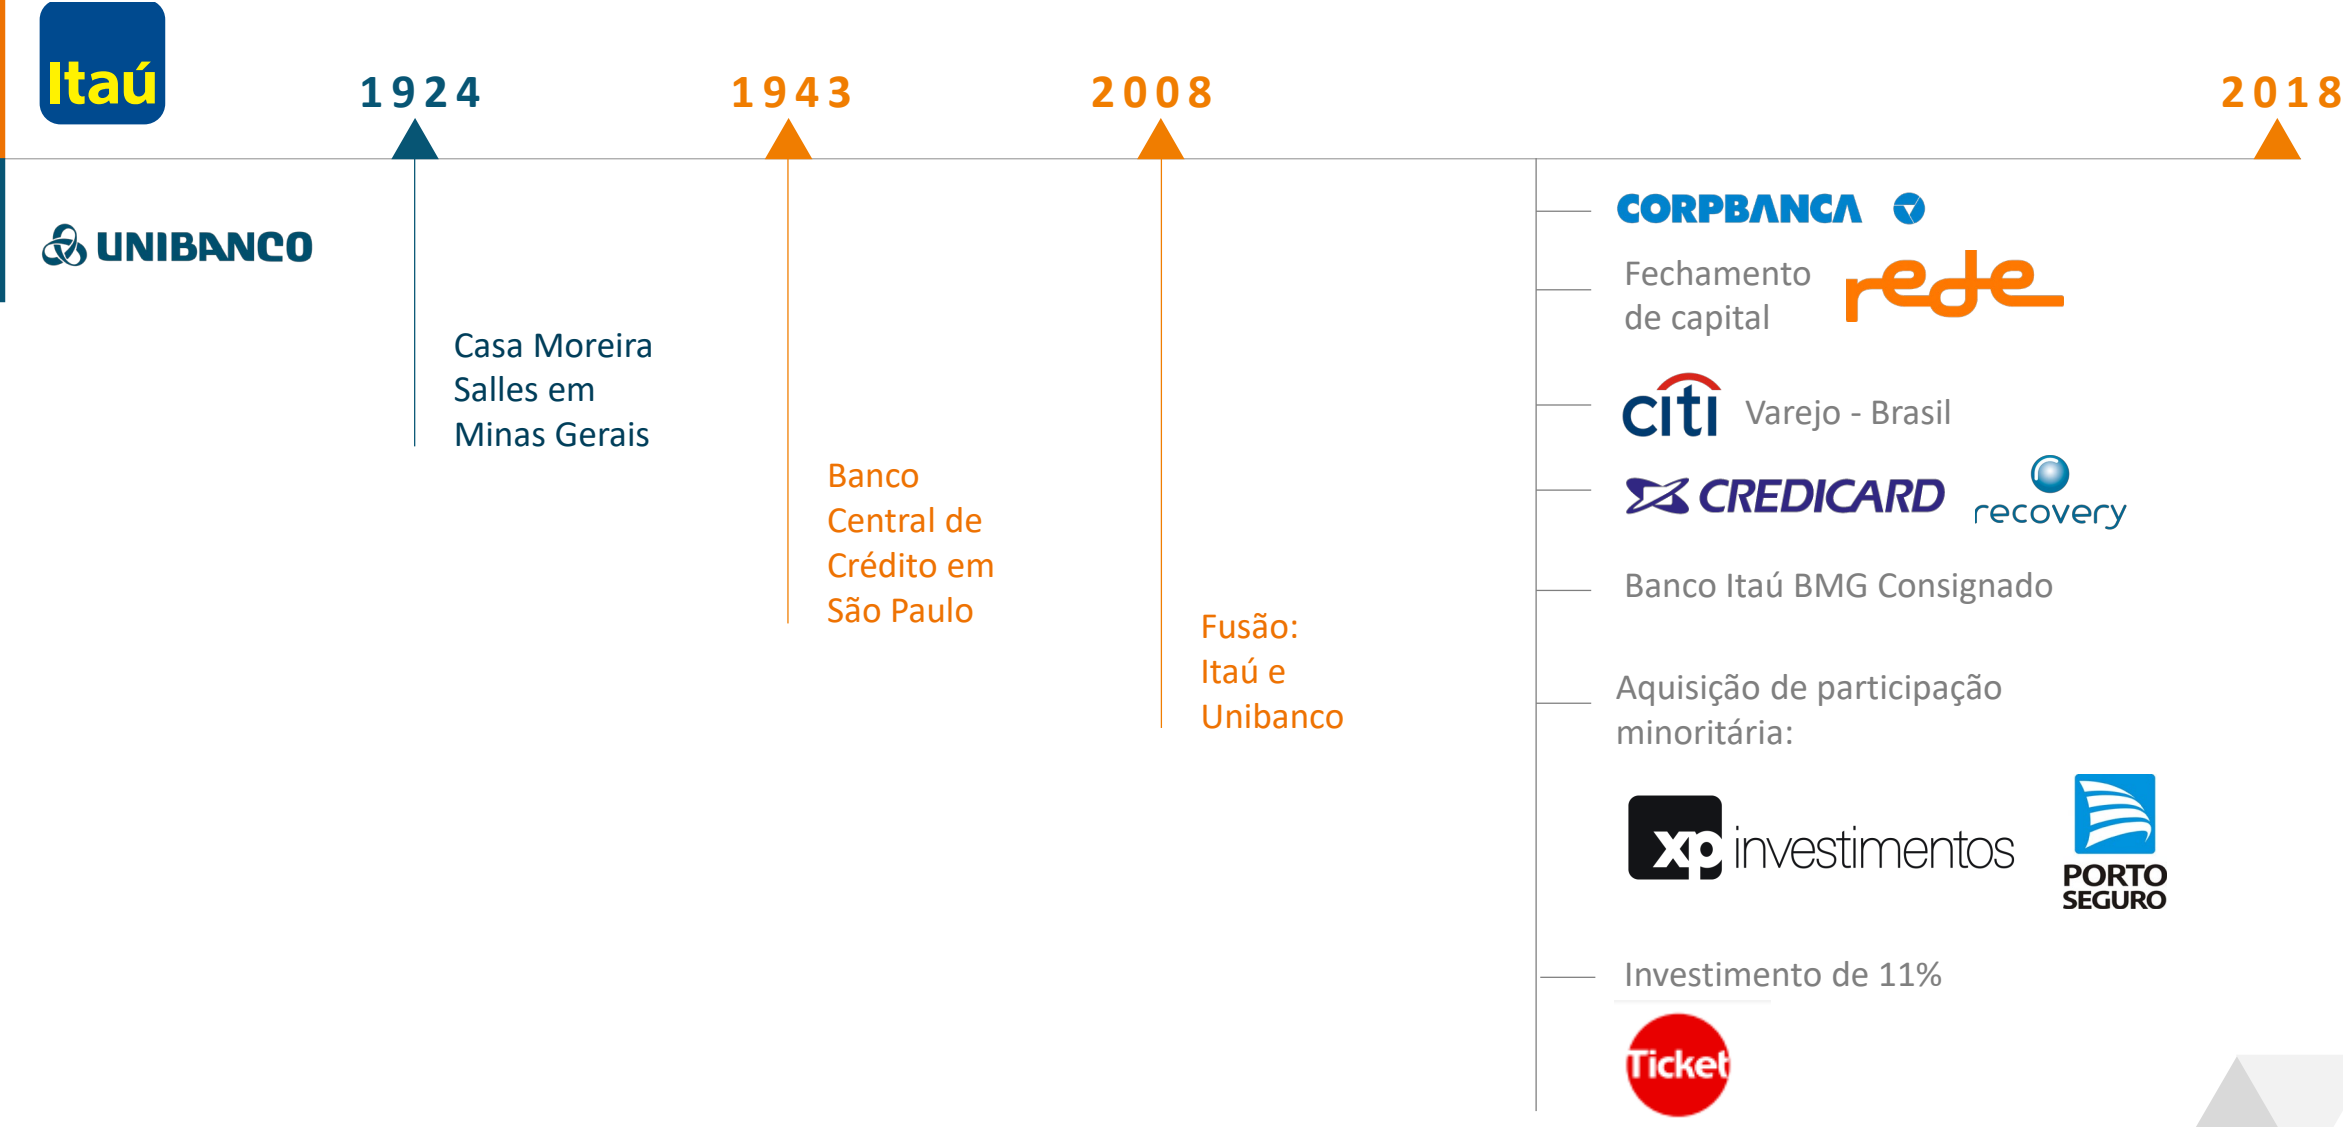 Itaú
1924
1943
2008
2018
UNIBANCO
Casa Moreira
Salles em
Minas Gerais
Banco
Central de
Crédito em
São Paulo
Fusão:
Itaú e
Unibanco
CORPBANCA
Fechamento
de capital
rede
citi Varejo - Brasil
CREDICARD
recovery
Banco Itaú BMG Consignado
Aquisição de participação
minoritária:
xp investimentos
PORTO
SEGURO
Investimento de 11%
Ticket